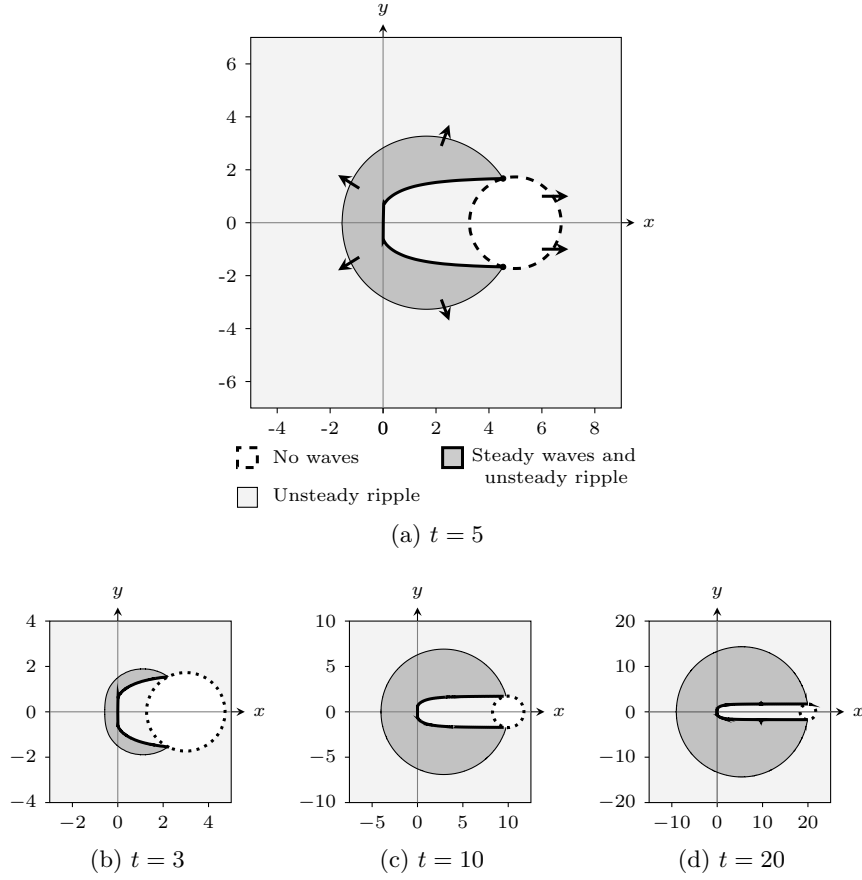 y
6
4
2
0
-2
-4
-6
x
-4 -2 0 2 4 6 8
No waves
Steady waves and
unsteady ripple
Unsteady ripple
(a) t = 5
y y y
4 10 20
2 5 10
0 x 0 x 0 x
−2 −5 −10
−4 −10 −20
−2 0 2 4 −5 0 5 10 −10 0 10 20
(b) t = 3 (c) t = 10 (d) t = 20